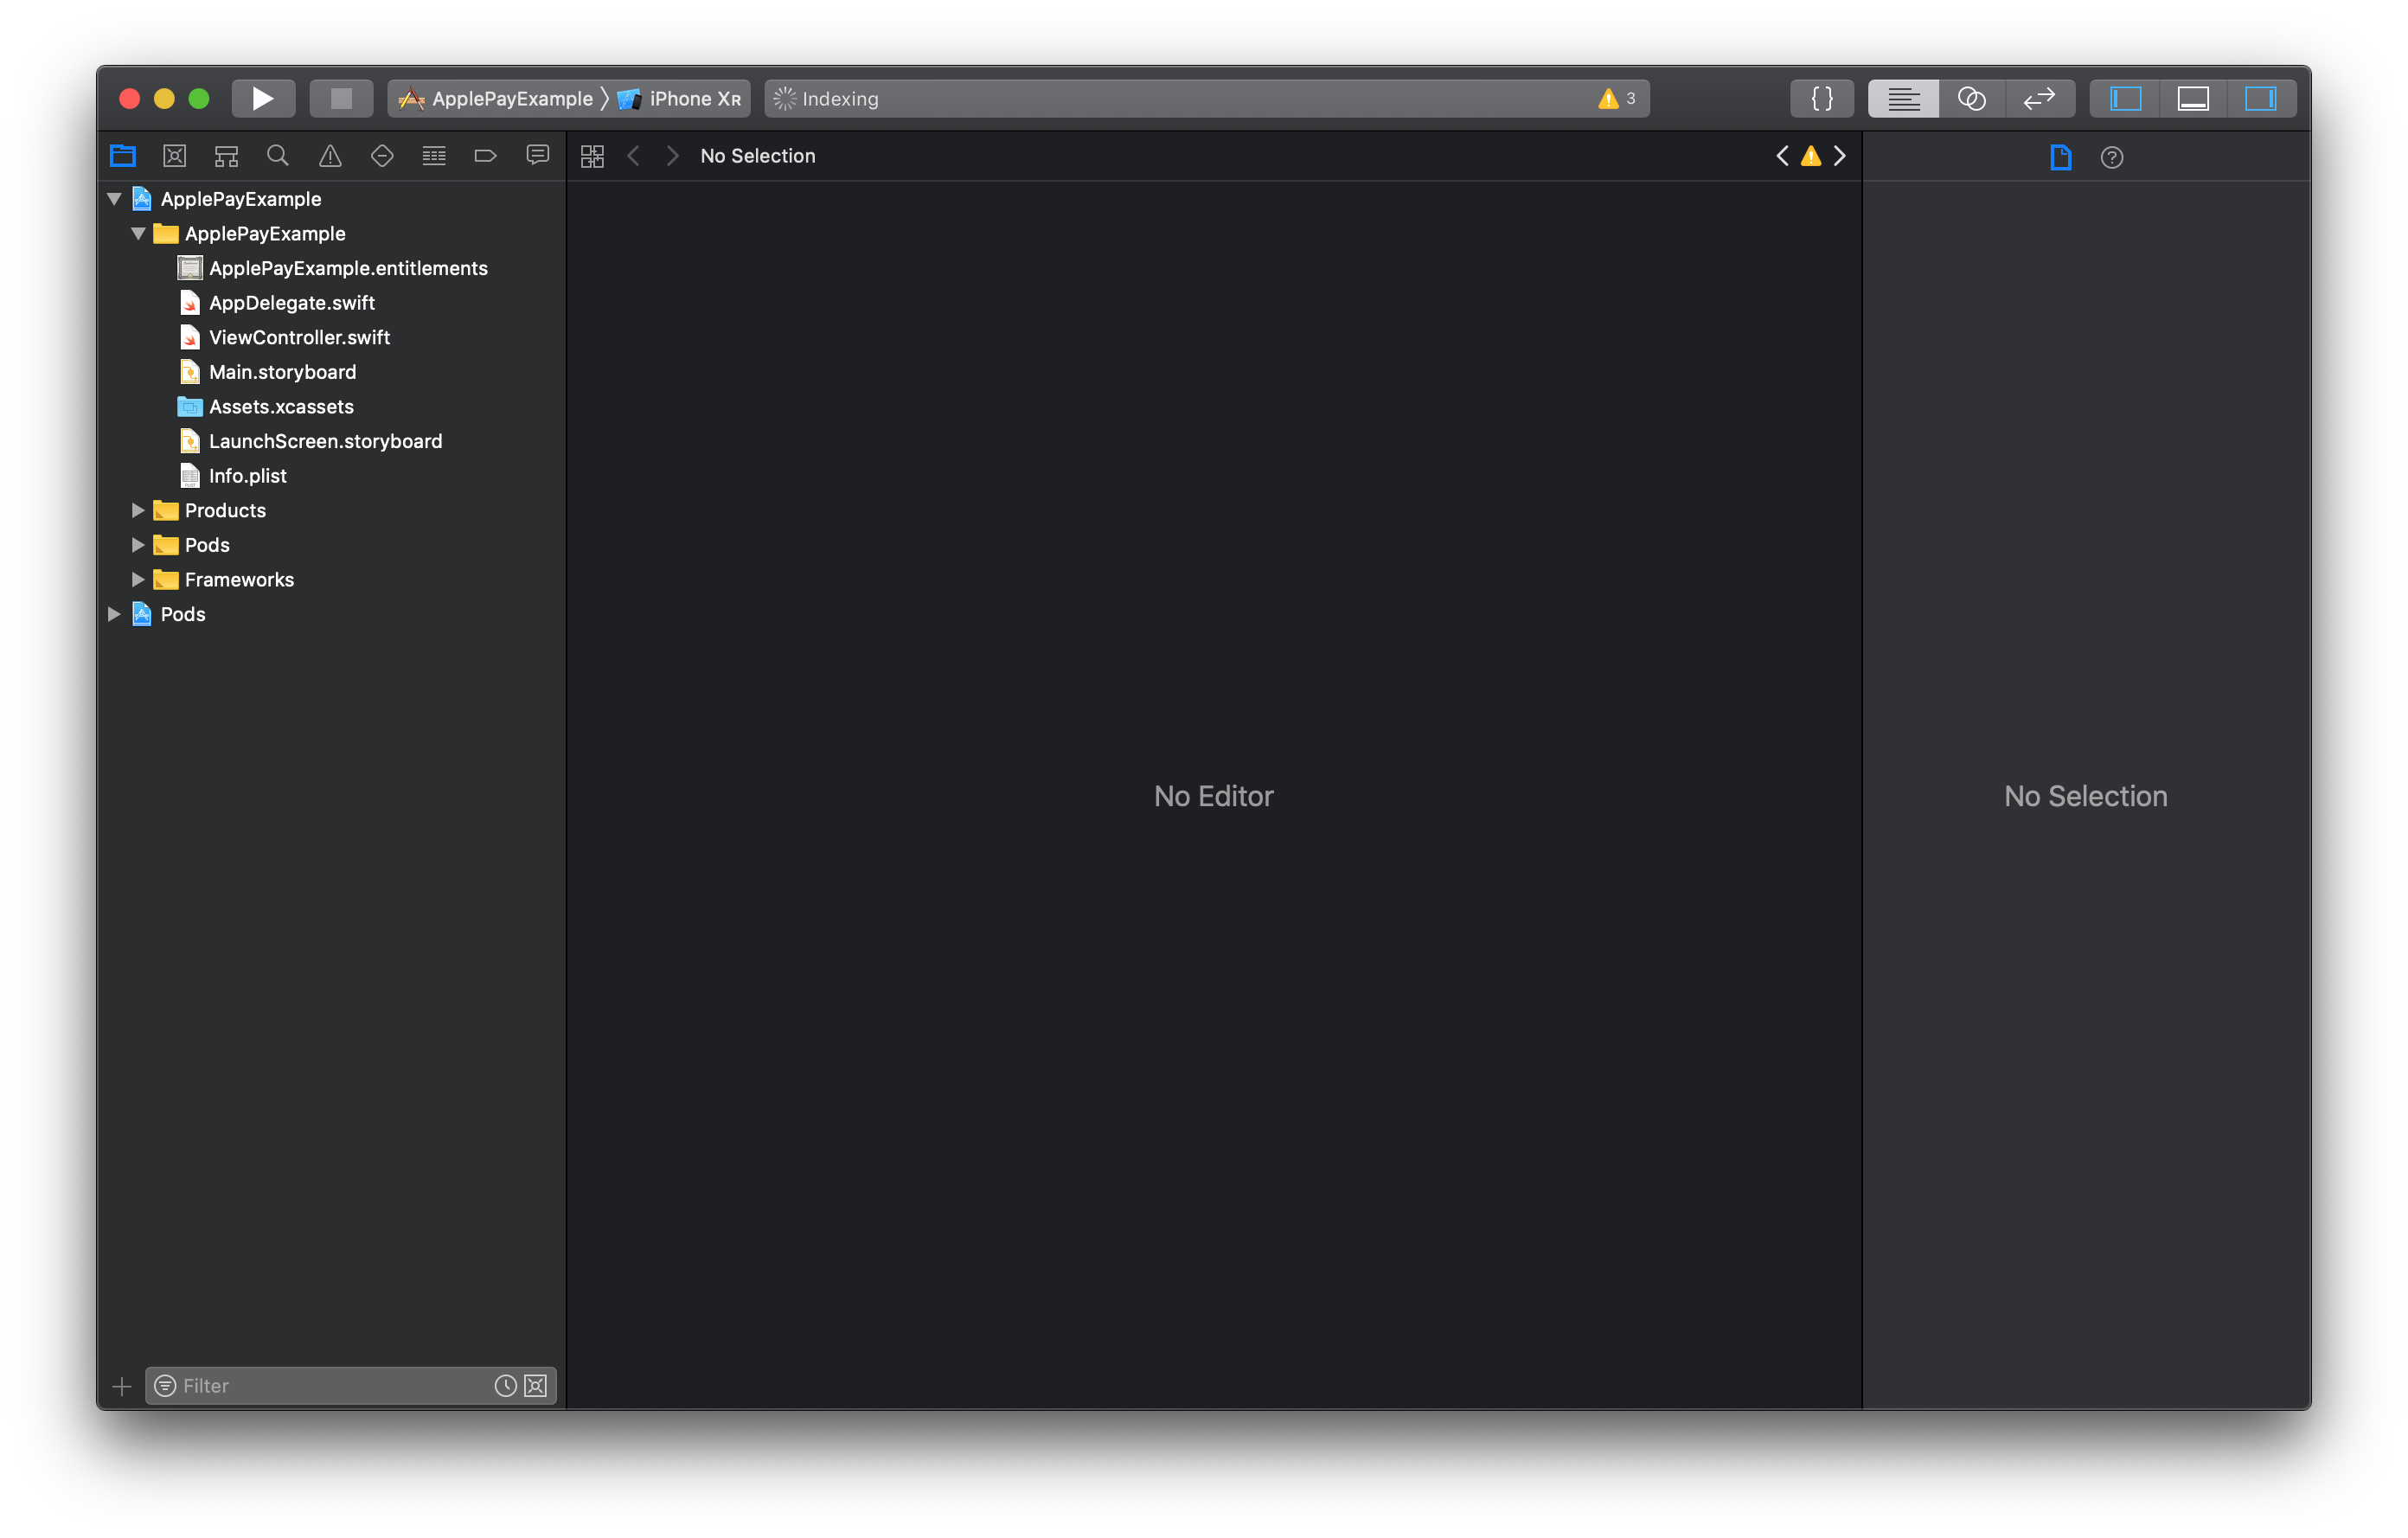 ApplePayExample iPhone XR Indexing 3 { }
No Selection
ApplePayExample
ApplePayExample
ApplePayExample.entitlements
AppDelegate.swift
ViewController.swift
Main.storyboard
Assets.xcassets
LaunchScreen.storyboard
Info.plist
Products
Pods
Frameworks
Pods
No Editor
No Selection
Filter